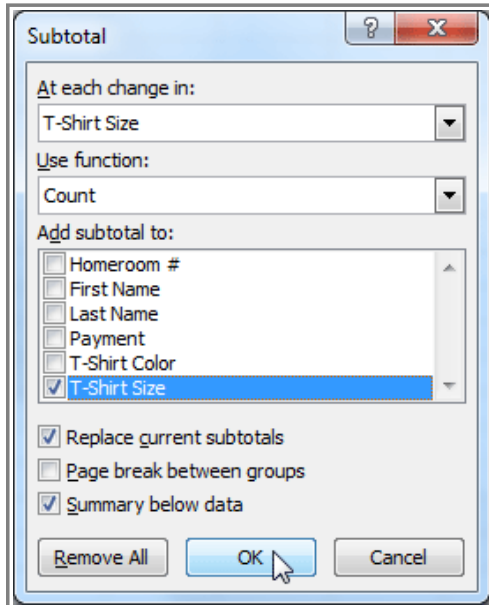 Subtotal
?
At each change in:
T-Shirt Size
Use function:
Count
Add subtotal to:
Homeroom #
First Name
Last Name
Payment
T-Shirt Color
T-Shirt Size
Replace current subtotals
Page break between groups
Summary below data
Remove All OK Cancel